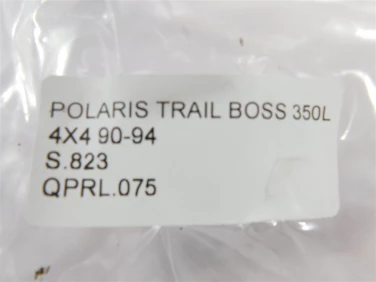 POLARIS TRAIL BOSS 350L
4X4 90-94
S.823
QPRL.075